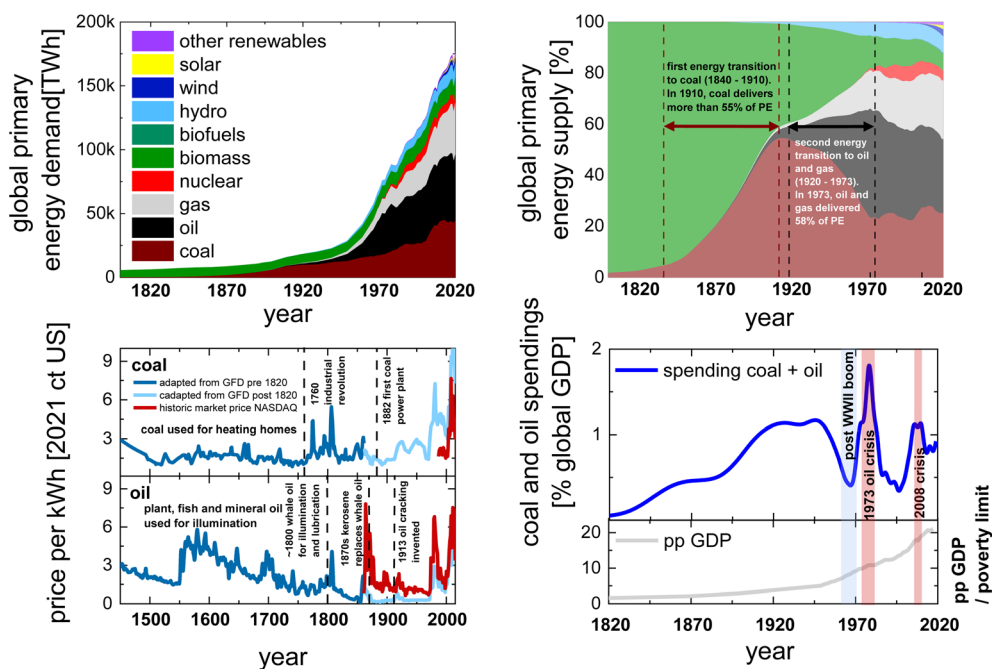 global primary
energy demand[TWh]
200k
150k
100k
50k
0
other renewables
solar
wind
hydro
biofuels
biomass
nuclear
gas
oil
coal
1820
1870
1920
1970
2020
year
global primary
energy supply [%]
100
80
60
40
20
0
first energy transition
to coal (1840 - 1910).
In 1910, coal delivers
more than 55% of PE
second energy
transition to oil
and gas
(1920 - 1973).
In 1973, oil and
gas delivered
58% of PE
1820
1870
1920
1970
2020
year
price per kWh [2021 ct US]
9
6
3
0
coal
adapted from GFD pre 1820
cadapted from GFD post 1820
historic market price NASDAQ
coal used for heating homes
1760
industrial
revolution
1882 first coal
power plant
9
6
3
0
oil
plant, fish and mineral oil
used for illumination
~1800 whale oil
for illumination
and lubrication
1870s kerosene
replaces whale oil
1913 oil cracking
invented
1500
1600
1700
1800
1900
2000
year
coal and oil spendings
[% global GDP]
2
1
0
spending coal + oil
post WWII boom
1973 oil crisis
2008 crisis
20
10
0
pp GDP
pp GDP
/ poverty limit
1820
1870
1920
1970
2020
year